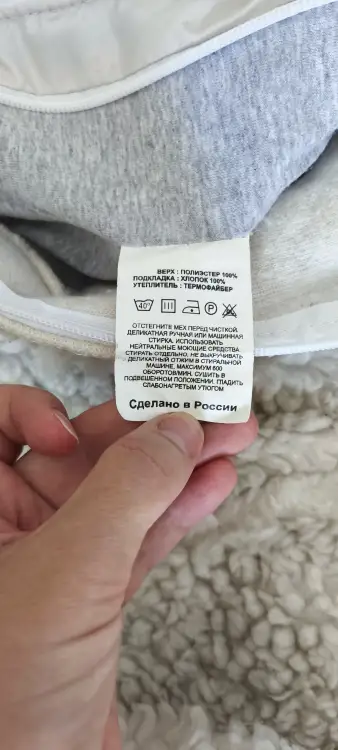 ВЕРХ : ПОЛИЭСТЕР 100%
ПОДКЛАДКА : ХЛОПОК 100%
УТЕПЛИТЕЛЬ : ТЕРМОФАЙБЕР
40° P
ОТСТЕГНИТЕ МЕХ ПЕРЕД ЧИСТКОЙ.
ДЕЛИКАТНАЯ РУЧНАЯ ИЛИ МАШИННАЯ
СТИРКА. ИСПОЛЬЗОВАТЬ
НЕЙТРАЛЬНЫЕ МОЮЩИЕ СРЕДСТВА.
СТИРАТЬ ОТДЕЛЬНО. НЕ ВЫКРУЧИВАТЬ.
ДЕЛИКАТНЫЙ ОТЖИМ В СТИРАЛЬНОЙ
МАШИНЕ, МАКСИМУМ 600
ОБОРОТОВ/МИН. СУШИТЬ В
ПОДВЕШЕННОМ ПОЛОЖЕНИИ. ГЛАДИТЬ
СЛАБОНАГРЕТЫМ УТЮГОМ
Сделано в России